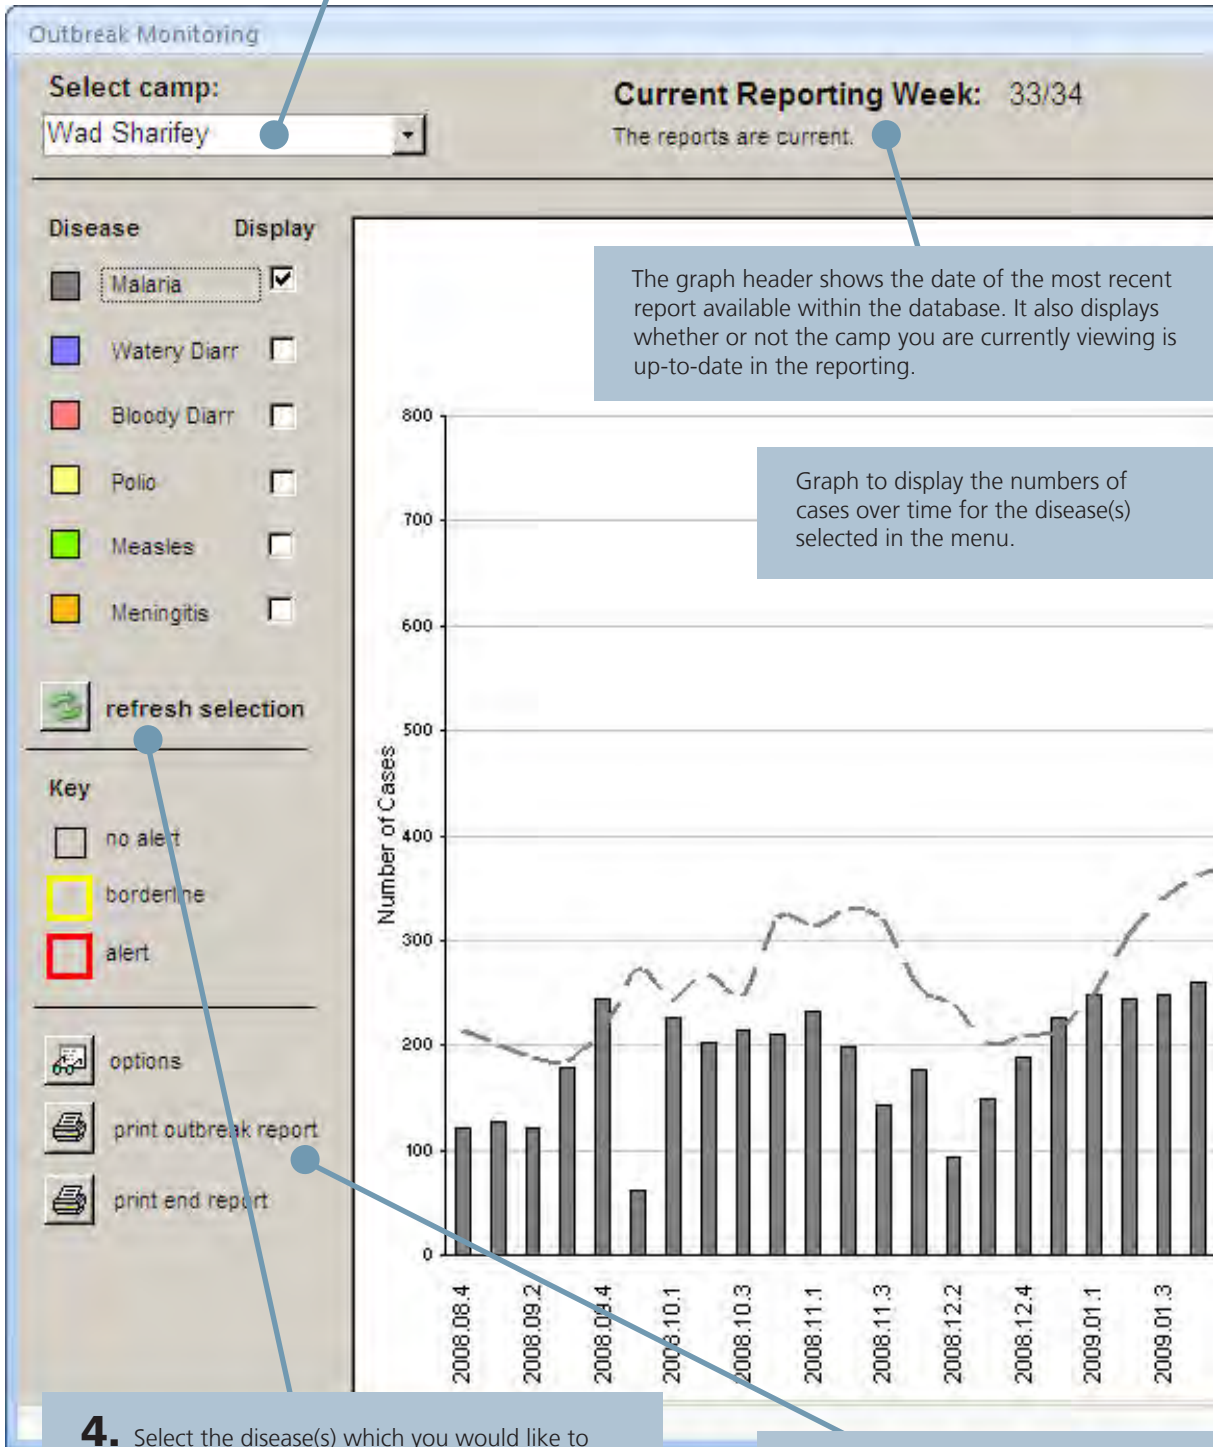 Outbreak Monitoring
Select camp:
Wad Sharifey
Current Reporting Week: 33/34
The reports are current.
Disease Display
Malaria
Watery Diarr
Bloody Diarr
Polio
Measles
Meningitis
refresh selection
Key
no alert
borderline
alert
options
print outbreak report
print end report
The graph header shows the date of the most recent
report available within the database. It also displays
whether or not the camp you are currently viewing is
up-to-date in the reporting.
Graph to display the numbers of
cases over time for the disease(s)
selected in the menu.
800
700
600
500
400
300
200
100
0
Number of Cases
2008.08.4
2008.09.2
2008.09.4
2008.10.1
2008.10.3
2008.11.1
2008.11.3
2008.12.2
2008.12.4
2009.01.1
2009.01.3
4. Select the disease(s) which you would like to